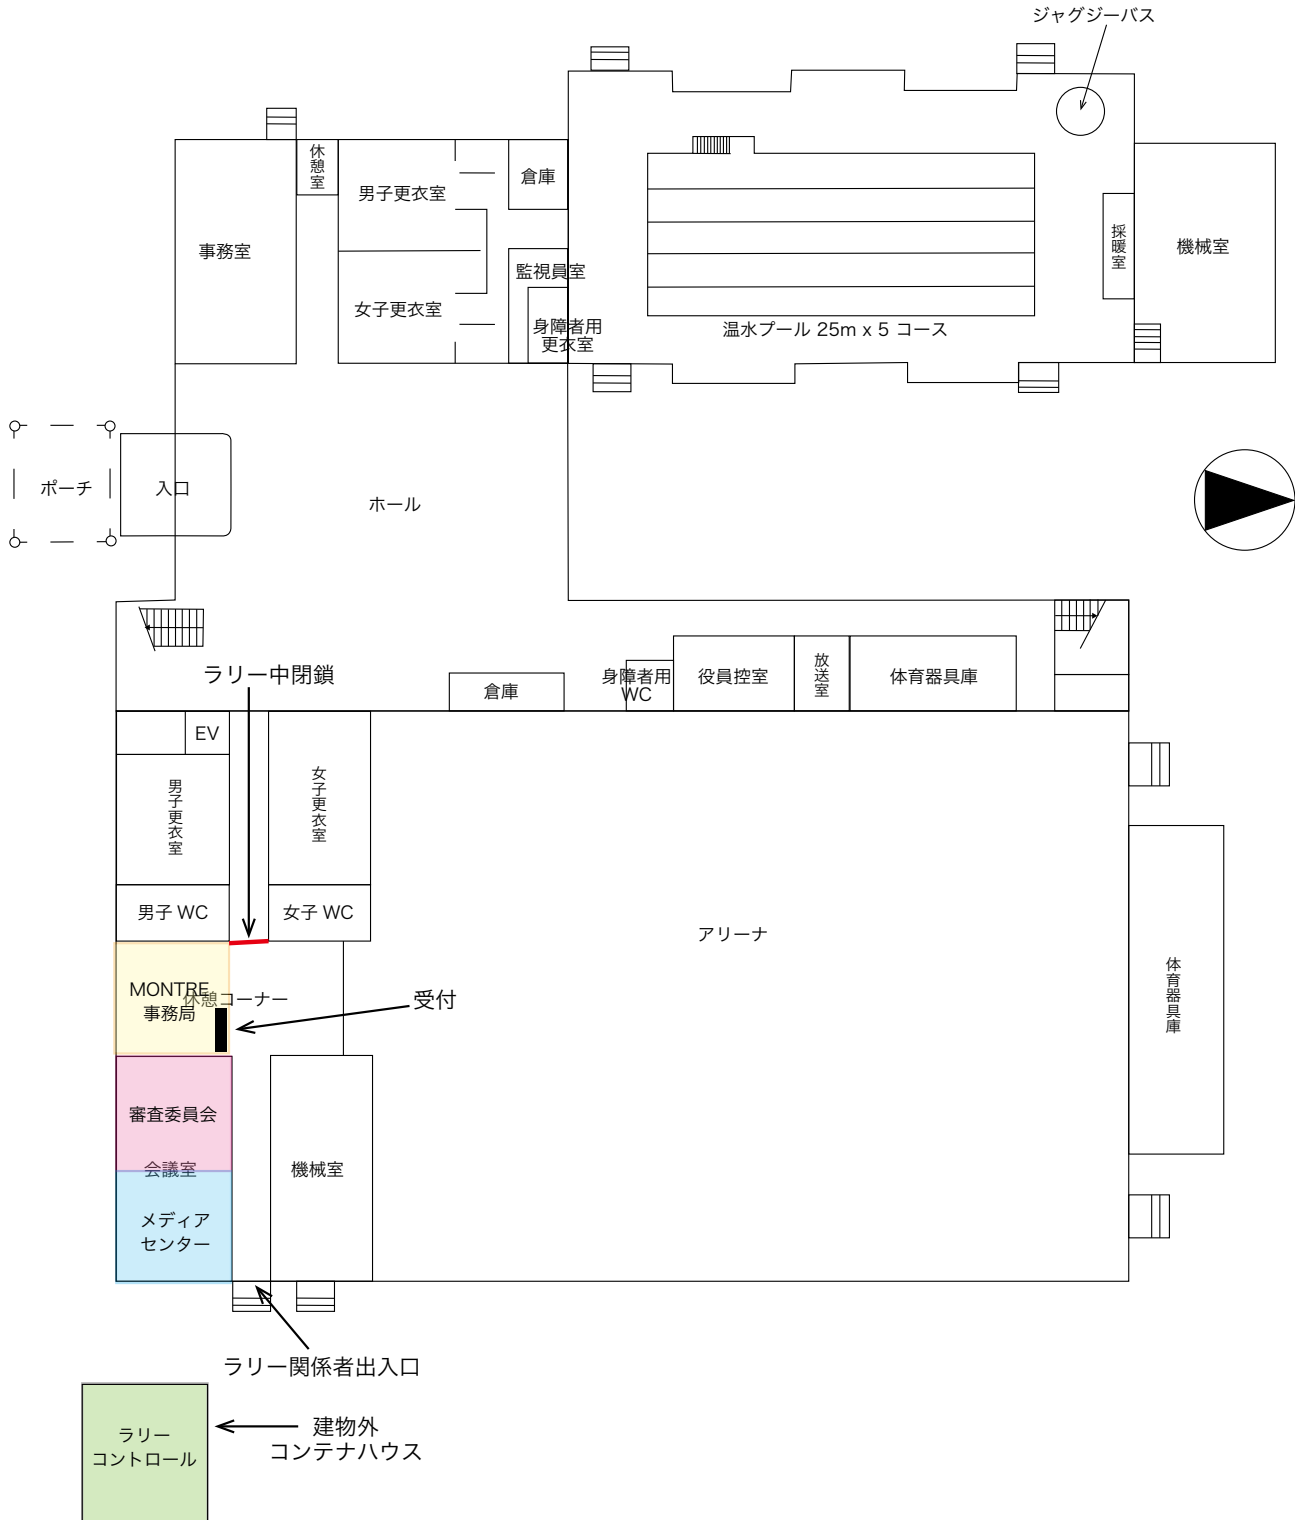 ジャグジーバス
休憩室
男子更衣室
倉庫
事務室
採暖室
機械室
監視員室
女子更衣室
身障者用
更衣室
温水プール 25m x 5 コース
ポーチ
入口
ホール
ラリー中閉鎖
倉庫
身障者用
WC
役員控室
放送室
体育器具庫
EV
男子更衣室
女子更衣室
男子 WC
女子 WC
アリーナ
MONTRE
事務局
休憩コーナー
受付
体育器具庫
審査委員会
会議室
機械室
メディア
センター
ラリー関係者出入口
ラリー
コントロール
建物外
コンテナハウス